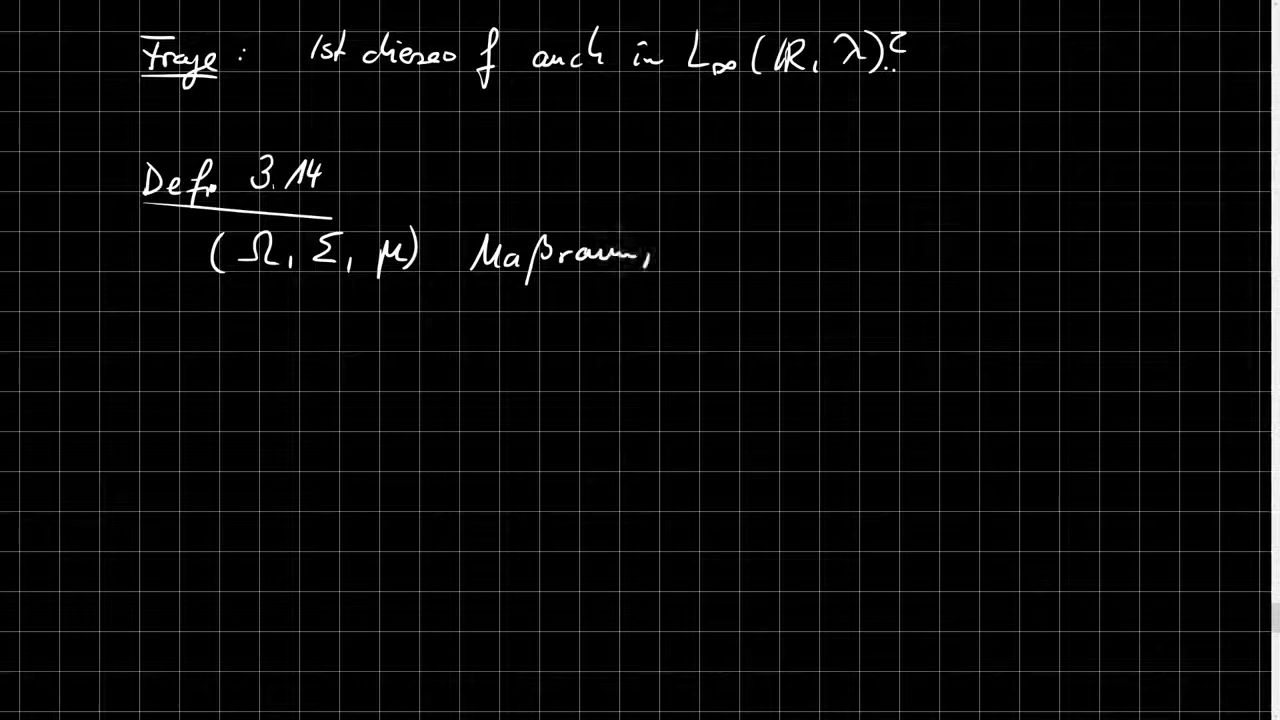 Frage: Ist dieses f auch in L∞(ℝ, λ)?
Def. 3.14
(Ω, Σ, μ) Maßraum,